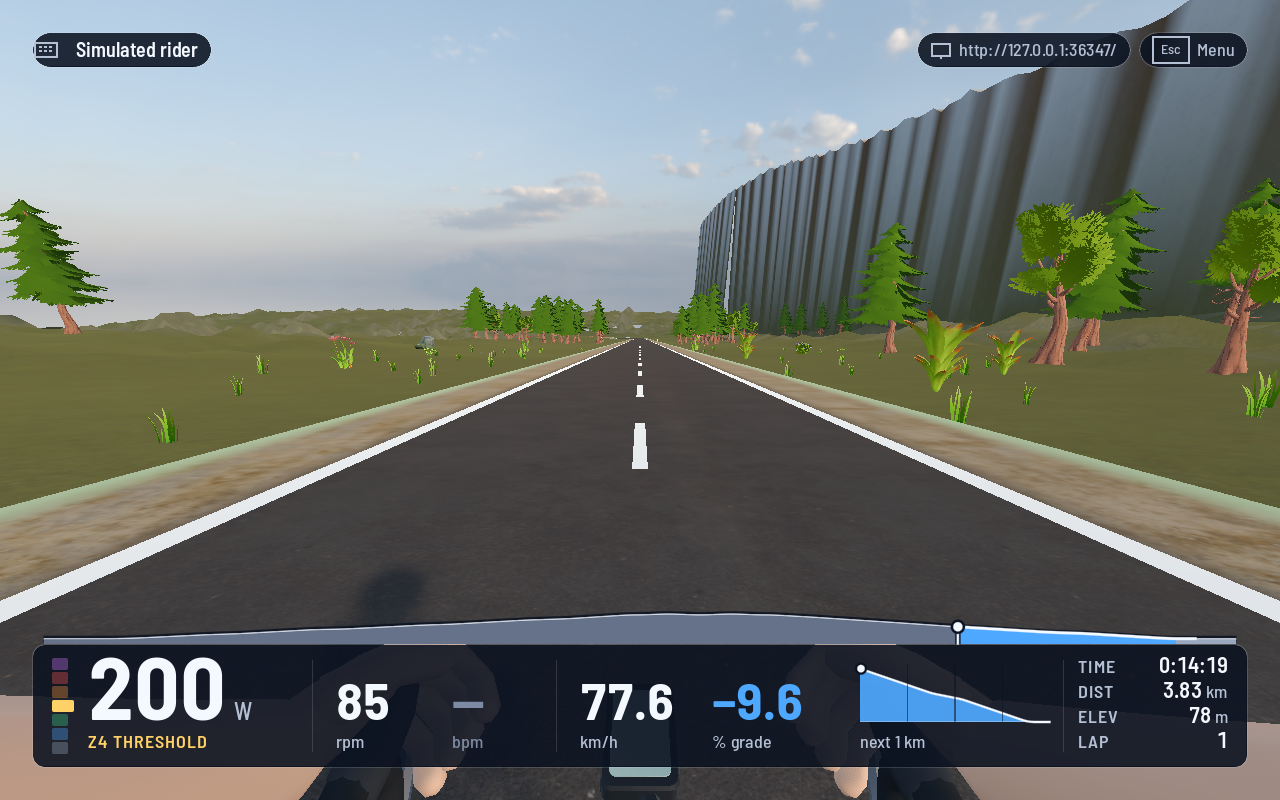 Simulated rider
http://127.0.0.1:36347/
Esc Menu
200 W
Z4 THRESHOLD
85
rpm
–
bpm
77.6
km/h
–9.6
% grade
next 1 km
TIME 0:14:19
DIST 3.83 km
ELEV 78 m
LAP 1